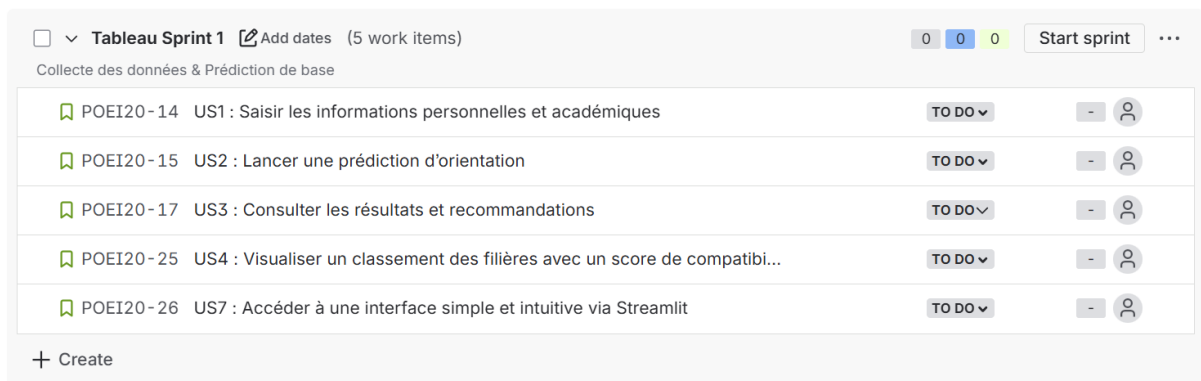 Tableau Sprint 1 Add dates (5 work items) 0 0 0 Start sprint ...
Collecte des données & Prédiction de base
POEI20-14 US1 : Saisir les informations personnelles et académiques TO DO -
POEI20-15 US2 : Lancer une prédiction d’orientation TO DO -
POEI20-17 US3 : Consulter les résultats et recommandations TO DO -
POEI20-25 US4 : Visualiser un classement des filières avec un score de compatibi... TO DO -
POEI20-26 US7 : Accéder à une interface simple et intuitive via Streamlit TO DO -
+ Create